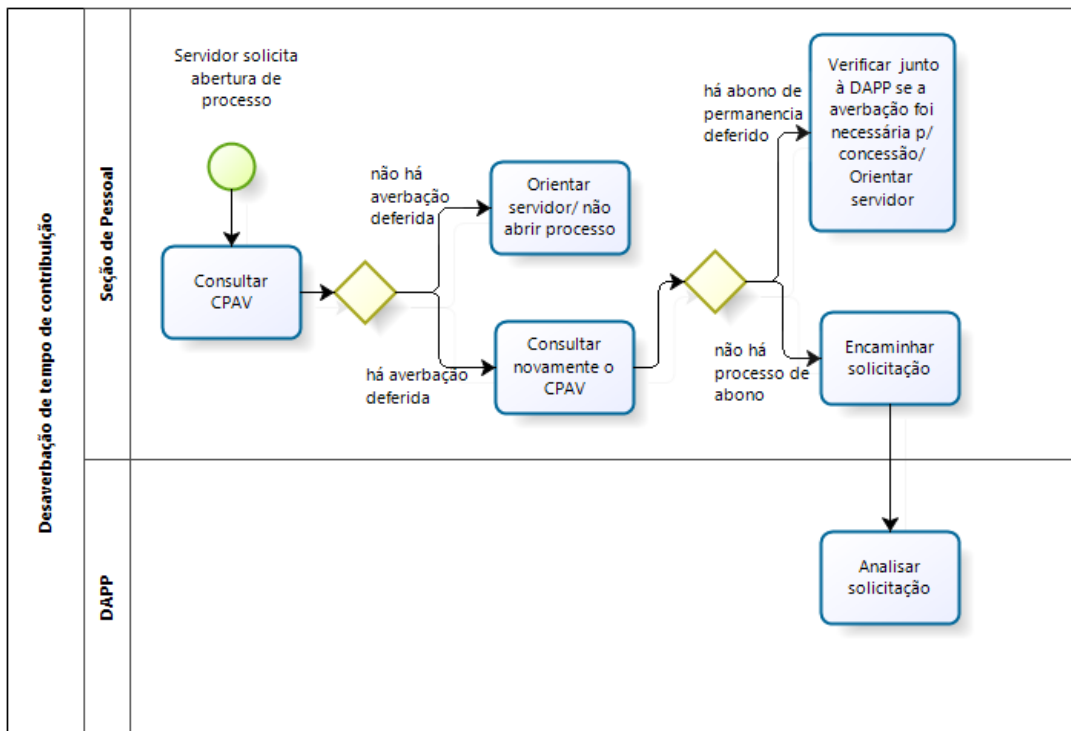 Desaverbação de tempo de contribuição
Seção de Pessoal
Servidor solicita
abertura de
processo
Consultar
CPAV
não há
averbação
deferida
Orientar
servidor/ não
abrir processo
há averbação
deferida
Consultar
novamente o
CPAV
há abono de
permanencia
deferido
Verificar junto
à DAPP se a
averbação foi
necessária p/
concessão/
Orientar
servidor
não há
processo de
abono
Encaminhar
solicitação
DAPP
Analisar
solicitação